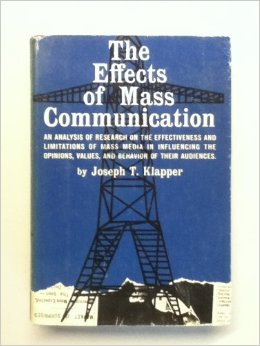 The
Effects
of Mass
Communication
AN ANALYSIS OF RESEARCH ON THE EFFECTIVENESS AND
LIMITATIONS OF MASS MEDIA IN INFLUENCING THE
OPINIONS, VALUES, AND BEHAVIOR OF THEIR AUDIENCES.
by Joseph T. Klapper